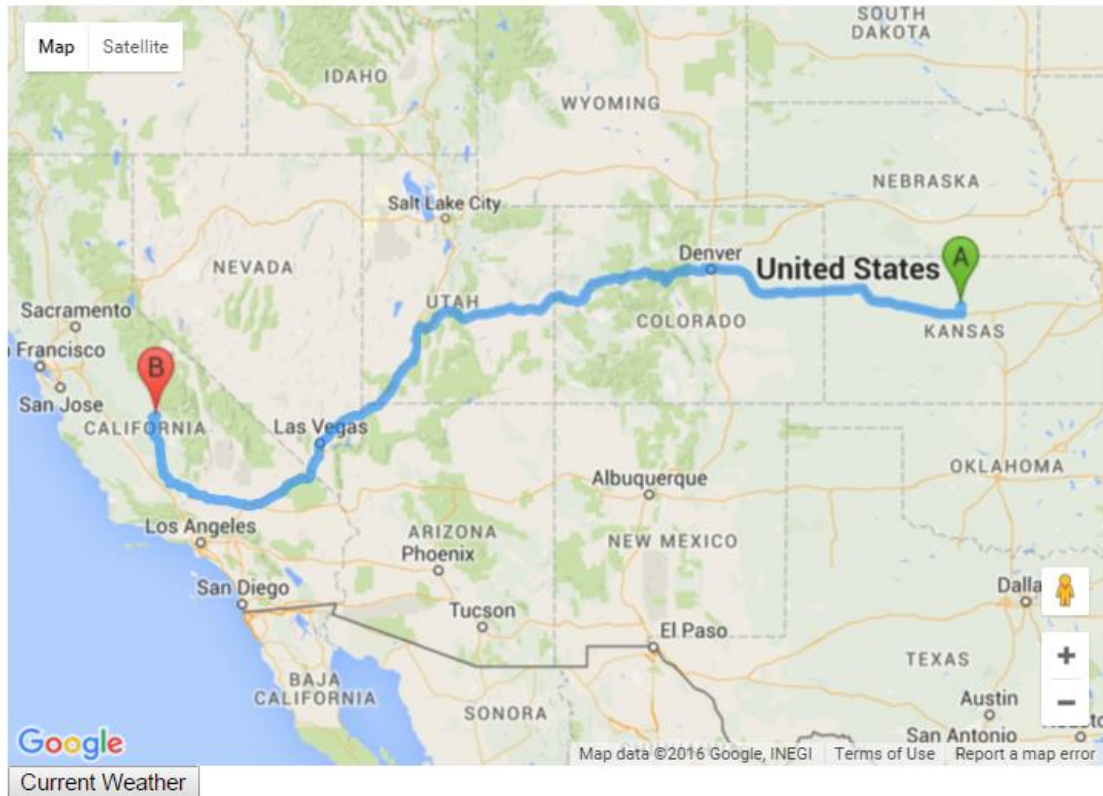 SOUTH
DAKOTA
Map Satellite
IDAHO
WYOMING
NEBRASKA
Salt Lake City
Denver
United States
A
NEVADA
UTAH
COLORADO
KANSAS
Sacramento
Francisco
B
San Jose
CALIFORNIA
Las Vegas
Albuquerque
OKLAHOMA
Los Angeles
ARIZONA
NEW MEXICO
Phoenix
San Diego
Dalla
Tucson
El Paso
TEXAS
BAJA
CALIFORNIA
SONORA
Austin
San Antonio
Google
Map data ©2016 Google, INEGI Terms of Use Report a map error
Current Weather